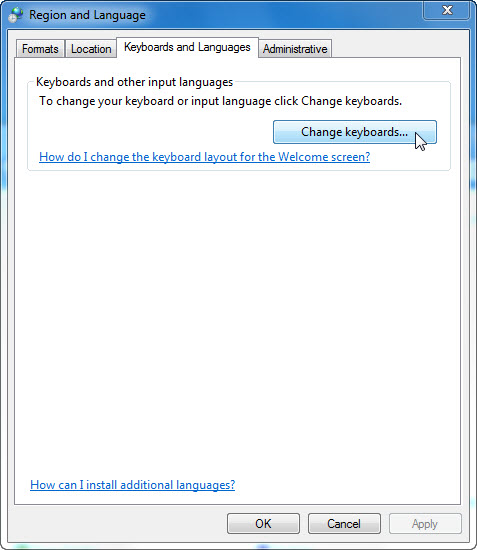 Region and Language
Formats Location Keyboards and Languages Administrative
Keyboards and other input languages
To change your keyboard or input language click Change keyboards.
Change keyboards...
How do I change the keyboard layout for the Welcome screen?
How can I install additional languages?
OK Cancel Apply